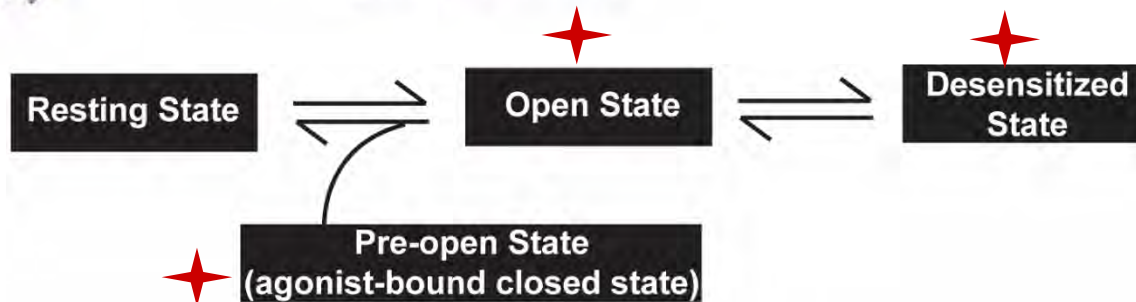 Resting State
Open State
Desensitized
State
Pre-open State
(agonist-bound closed state)